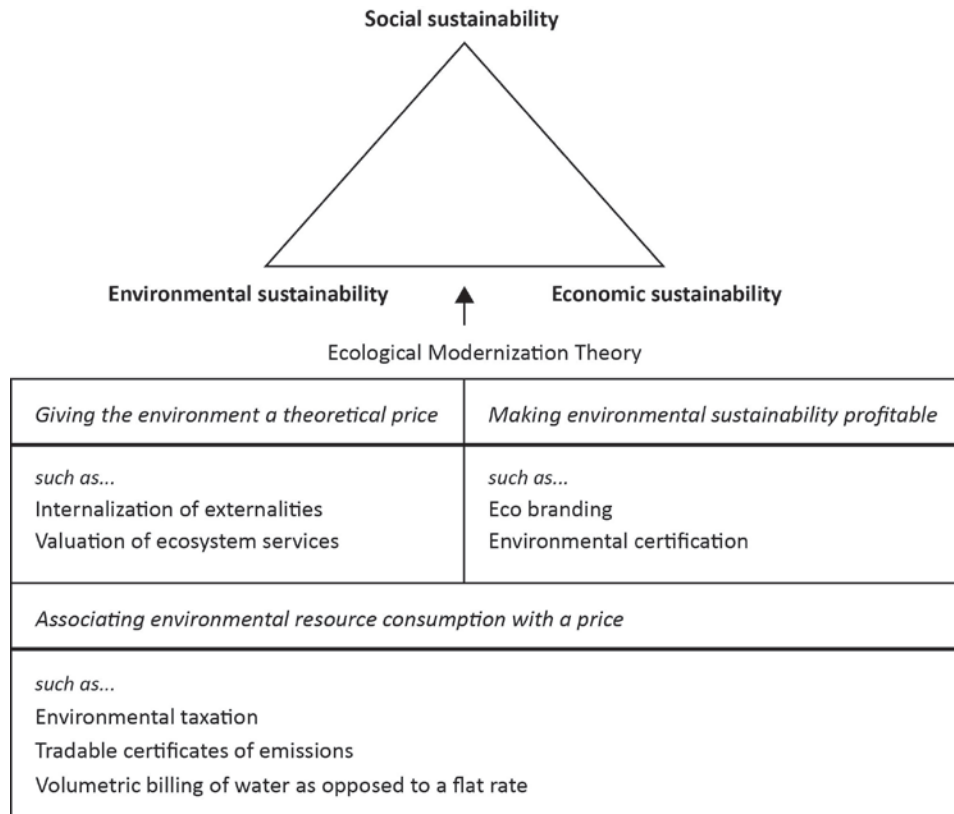 Social sustainability
Environmental sustainability
Economic sustainability
Ecological Modernization Theory
Giving the environment a theoretical price
Making environmental sustainability profitable
such as...
Internalization of externalities
Valuation of ecosystem services
such as...
Eco branding
Environmental certification
Associating environmental resource consumption with a price
such as...
Environmental taxation
Tradable certificates of emissions
Volumetric billing of water as opposed to a flat rate